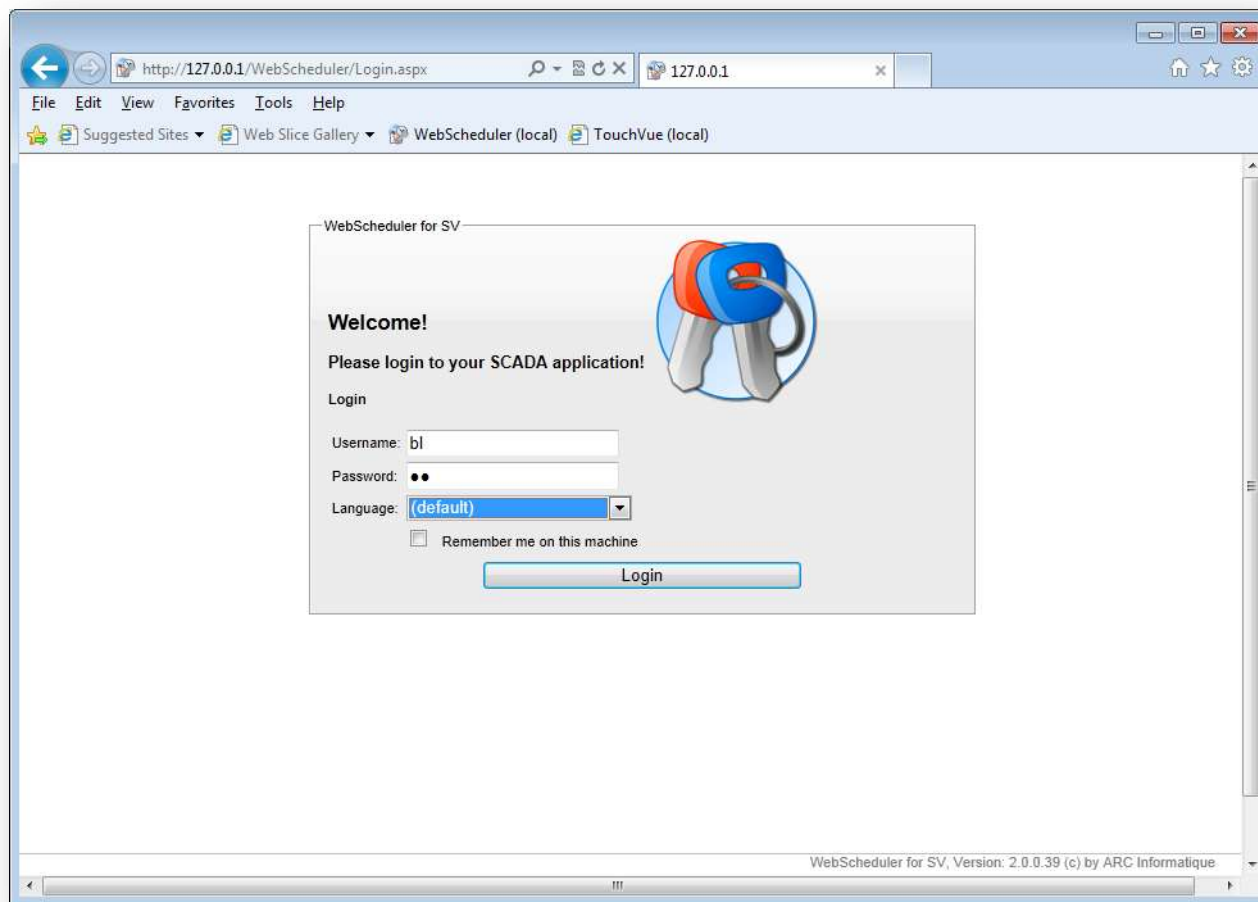 http://127.0.0.1/WebScheduler/Login.aspx
127.0.0.1
File Edit View Favorites Tools Help
Suggested Sites Web Slice Gallery WebScheduler (local) TouchVue (local)
WebScheduler for SV
Welcome!
Please login to your SCADA application!
Login
Username: bl
Password: ●●
Language: (default)
Remember me on this machine
Login
WebScheduler for SV, Version: 2.0.0.39 (c) by ARC Informatique